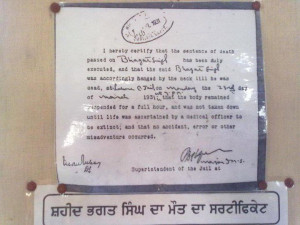 I hereby certify that the sentence of death
passed on Bhagat Singh has been duly
executed, and that the said Bhagat Singh
was accordingly hanged by the neck till he was
dead, at Lahore C. Jail on Monday the 23rd day
of March 1931 that the body remained
suspended for a full hour, and was not taken down
until life was ascertained by a medical officer to
be extinct; and that no accident, error or other
misadventure occurred.
Superintendent of the Jail at
ਸ਼ਹੀਦ ਭਗਤ ਸਿੰਘ ਦਾ ਮੌਤ ਦਾ ਸਰਟੀਫਿਕੇਟ